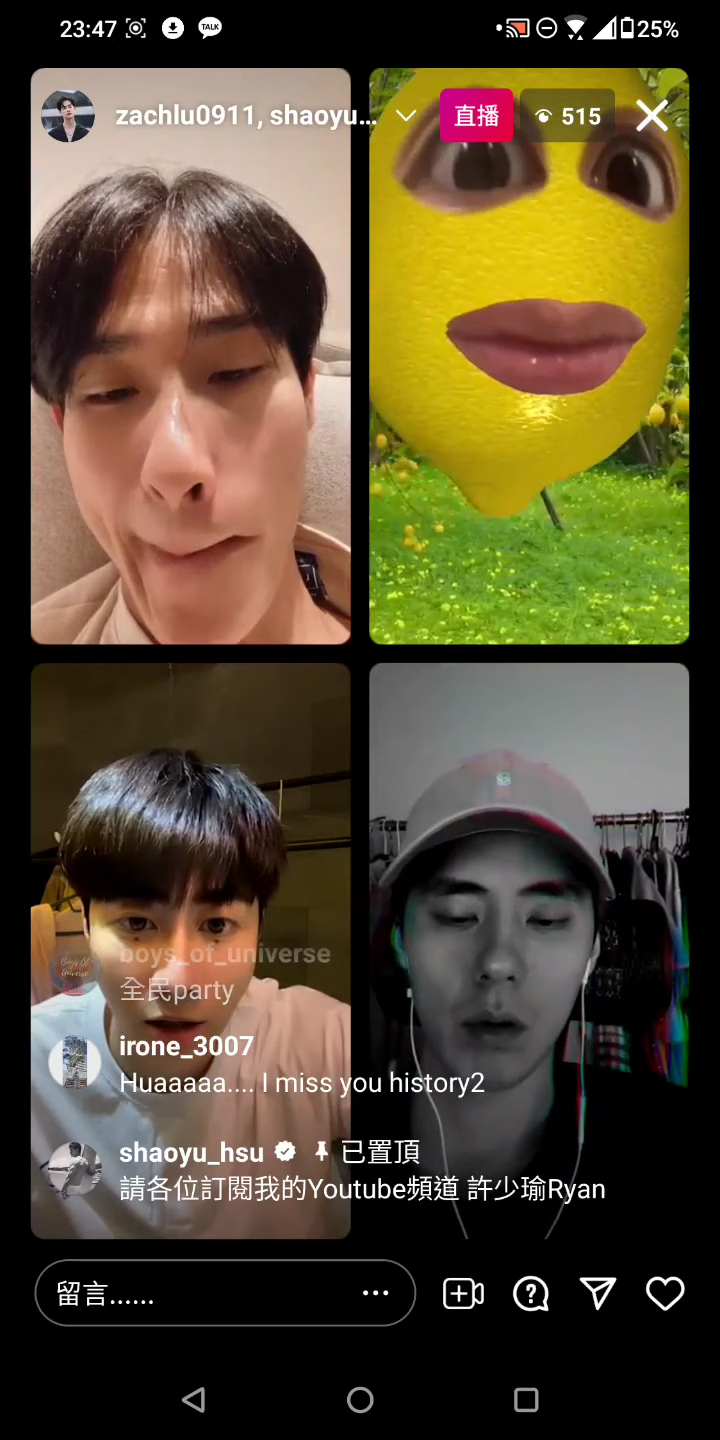 23:47 TALK 25%
zachlu0911, shaoyu... 直播 515
boys_of_universe
全民party
irone_3007
Huaaaaa.... I miss you history2
shaoyu_hsu 已置頂
請各位訂閱我的Youtube頻道 許少瑜Ryan
留言......